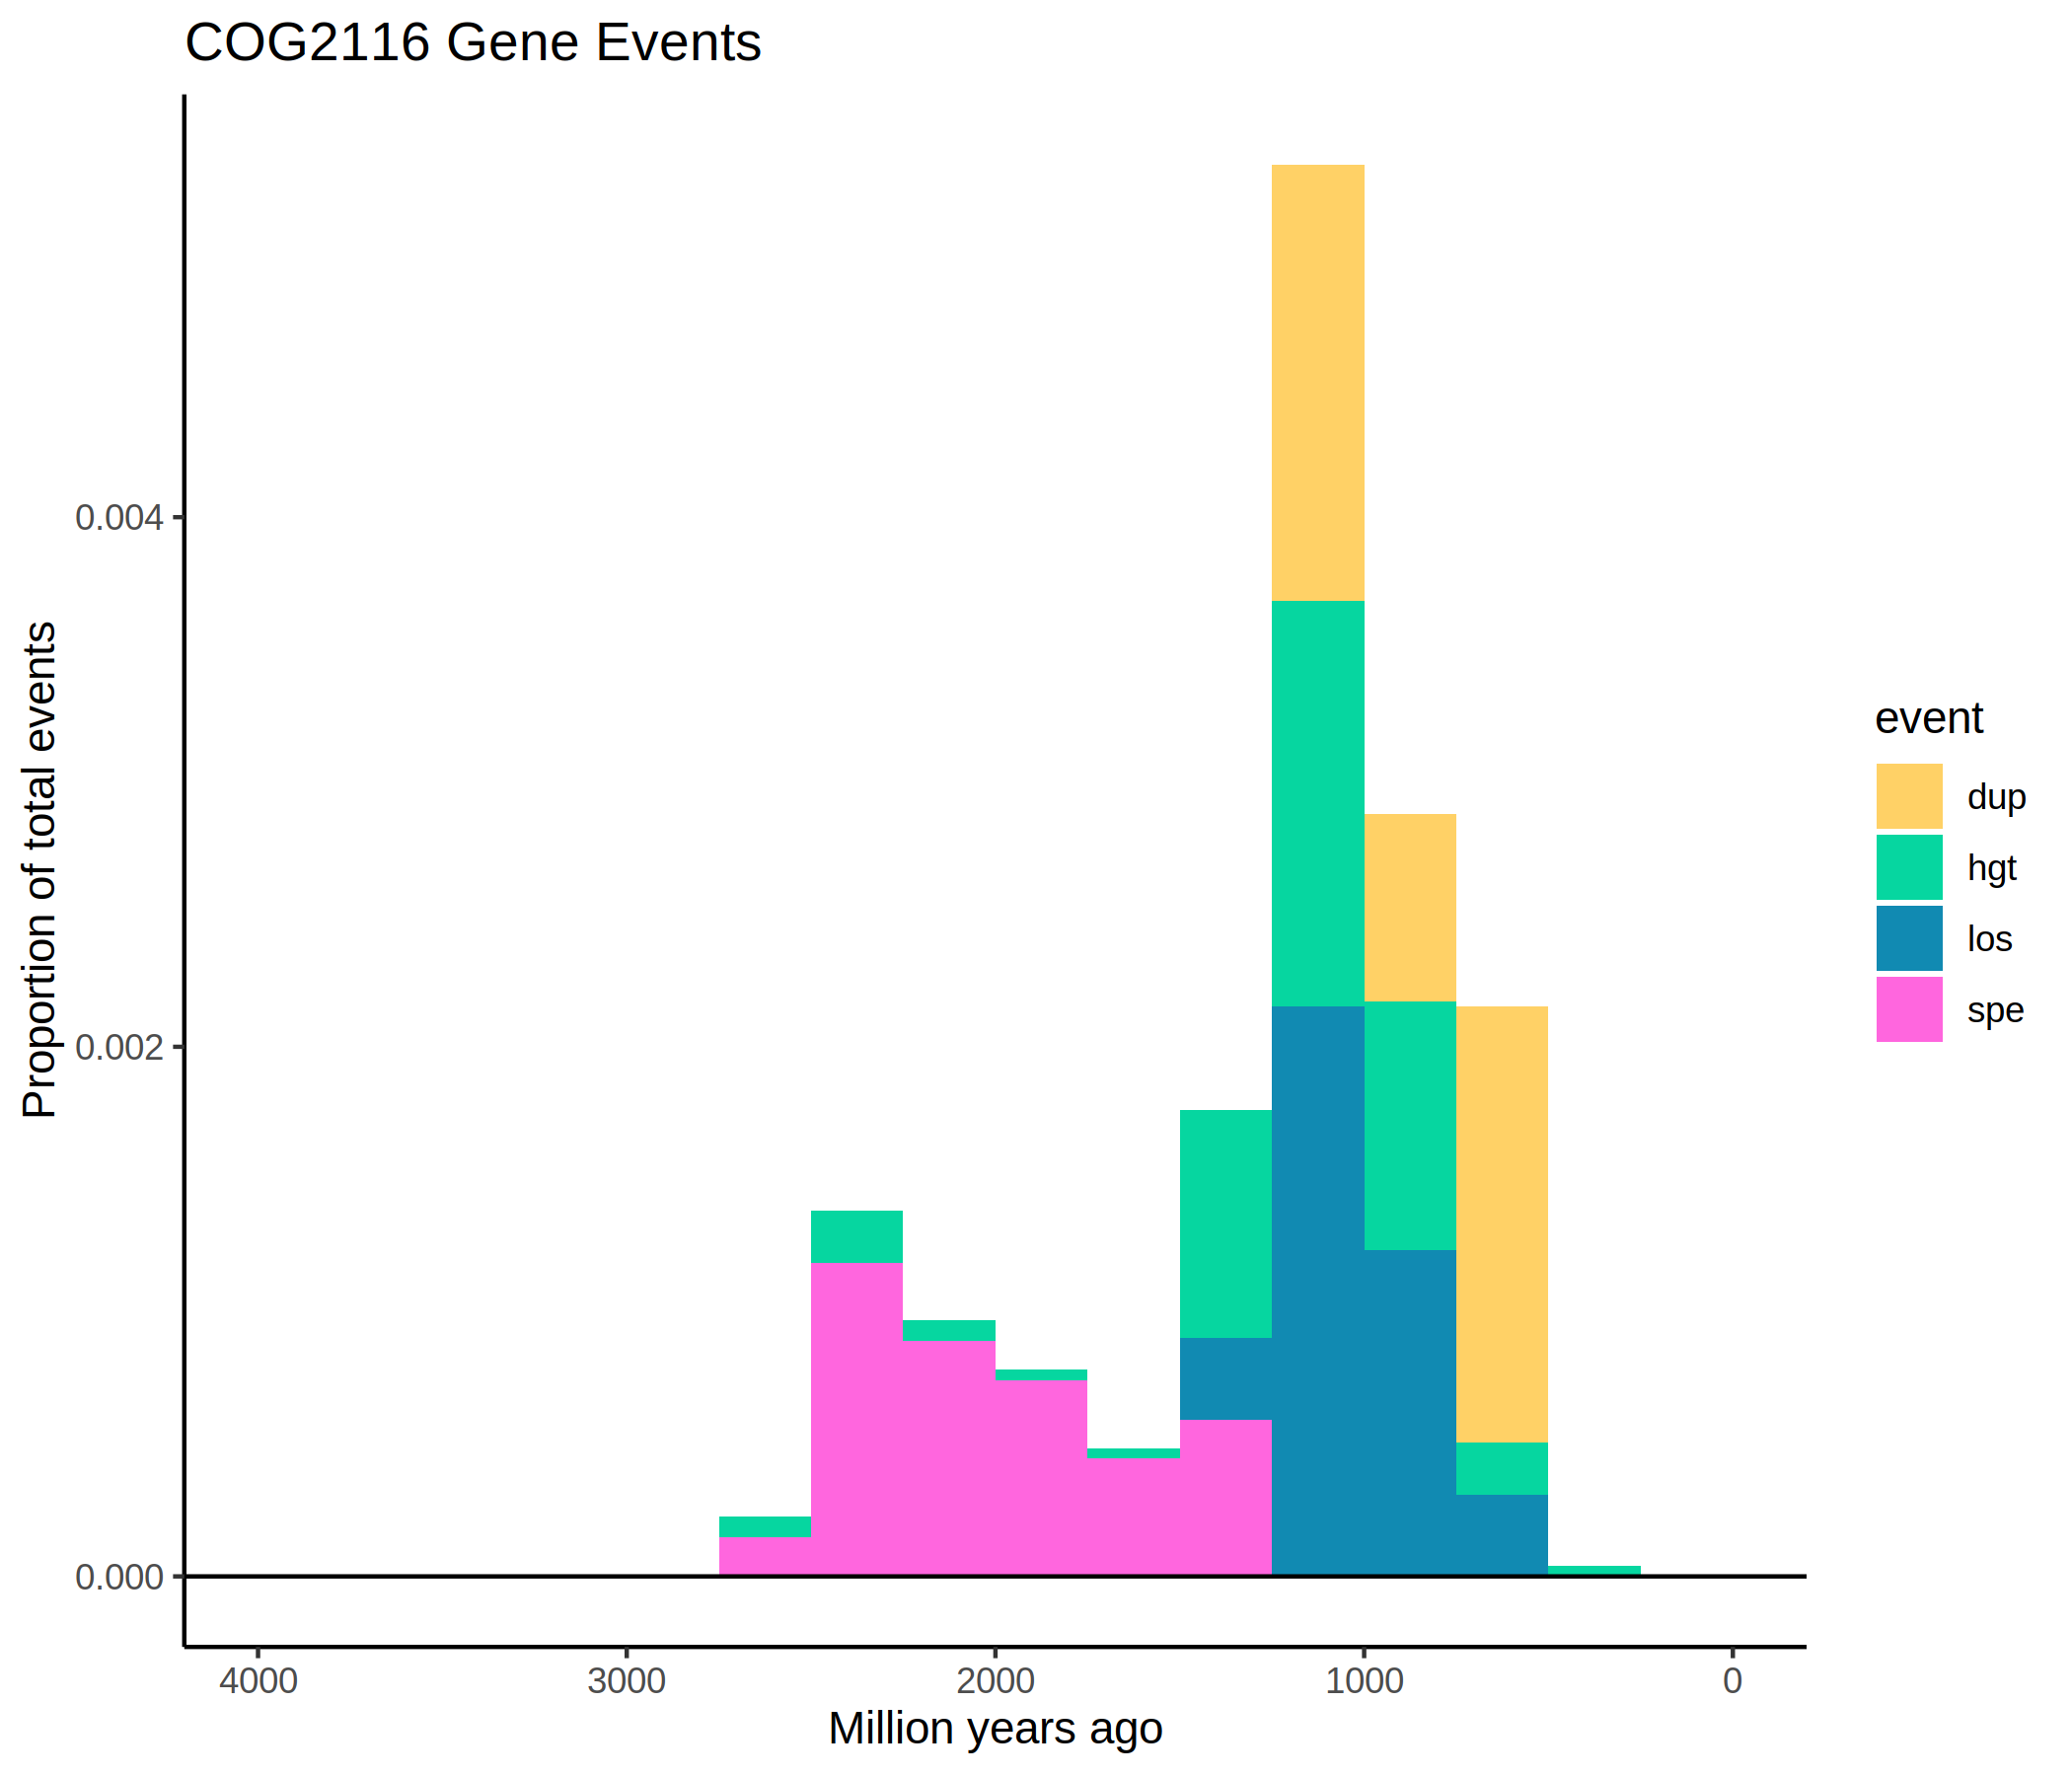 COG2116 Gene Events
Proportion of total events
0.004
0.002
0.000
4000 3000 2000 1000 0
Million years ago
event
dup
hgt
los
spe